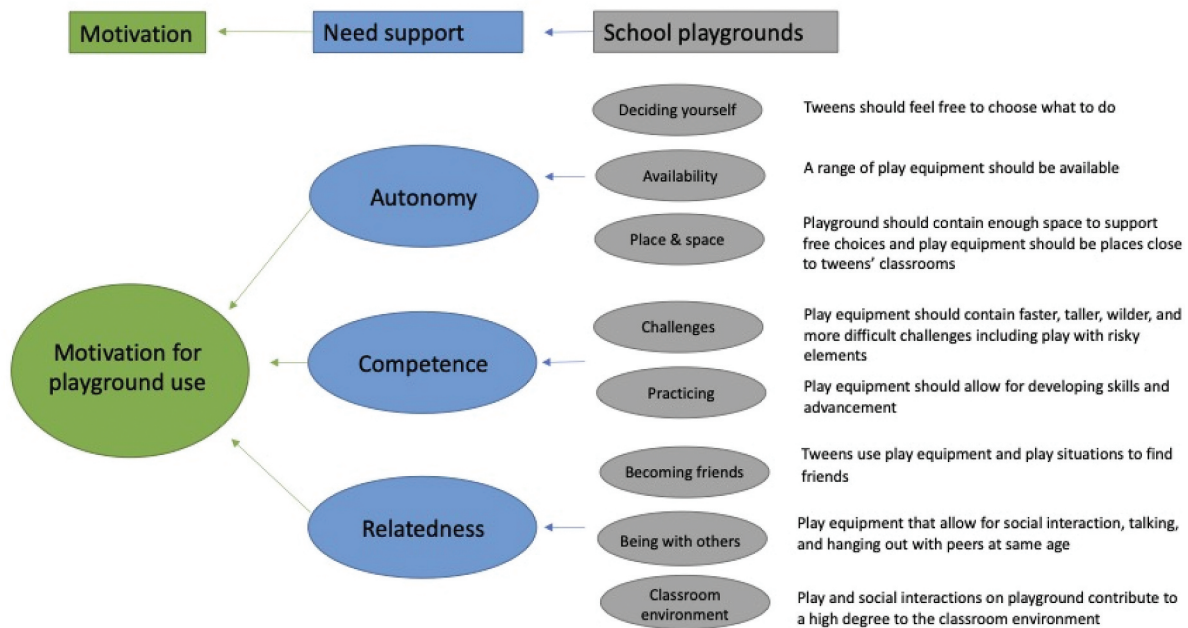 Motivation
Need support
School playgrounds
Deciding yourself
Tweens should feel free to choose what to do
Autonomy
Availability
A range of play equipment should be available
Place & space
Playground should contain enough space to support
free choices and play equipment should be places close
to tweens’ classrooms
Motivation for
playground use
Competence
Challenges
Play equipment should contain faster, taller, wilder, and
more difficult challenges including play with risky
elements
Practicing
Play equipment should allow for developing skills and
advancement
Relatedness
Becoming friends
Tweens use play equipment and play situations to find
friends
Being with others
Play equipment that allow for social interaction, talking,
and hanging out with peers at same age
Classroom
environment
Play and social interactions on playground contribute to
a high degree to the classroom environment